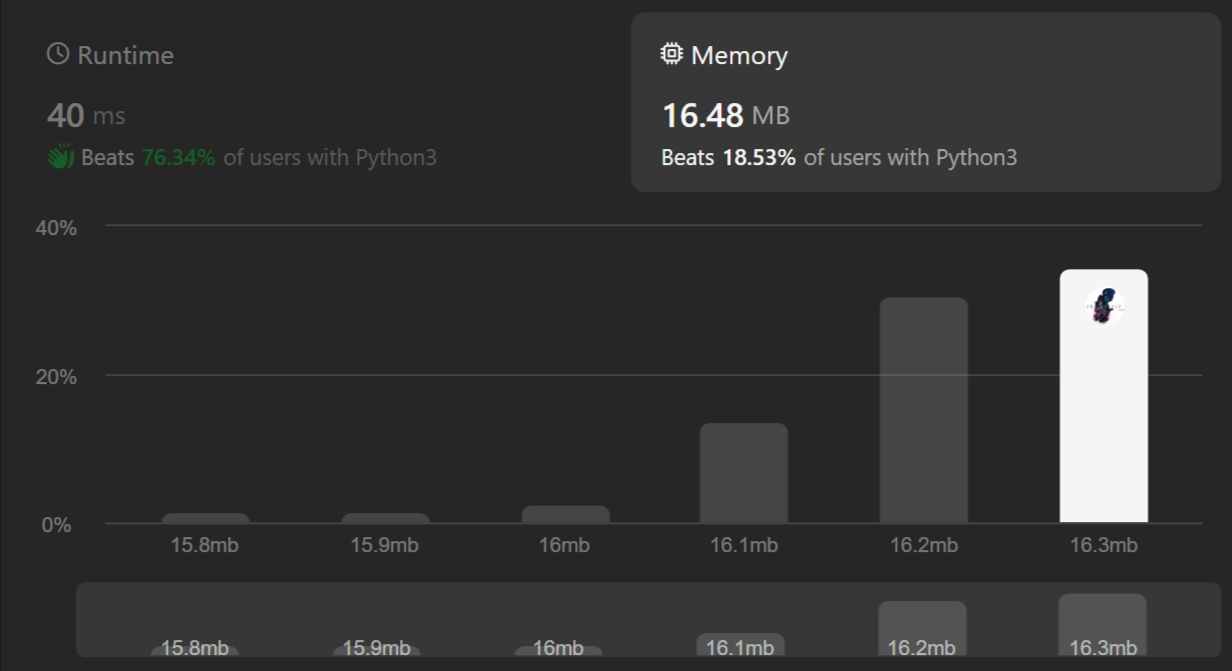 Runtime
40 ms
Beats 76.34% of users with Python3
Memory
16.48 MB
Beats 18.53% of users with Python3
40%
20%
0%
15.8mb 15.9mb 16mb 16.1mb 16.2mb 16.3mb
15.8mb 15.9mb 16mb 16.1mb 16.2mb 16.3mb